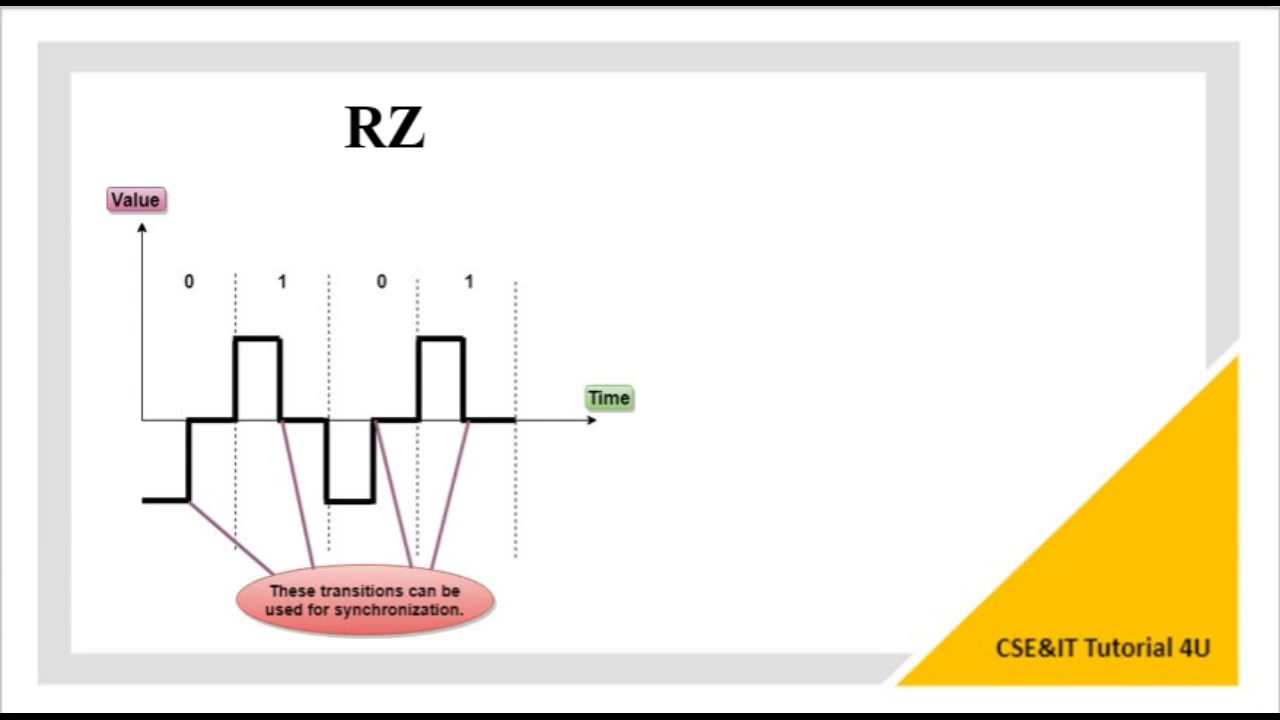 RZ
Value
0 1 0 1
Time
These transitions can be
used for synchronization.
CSE&IT Tutorial 4U